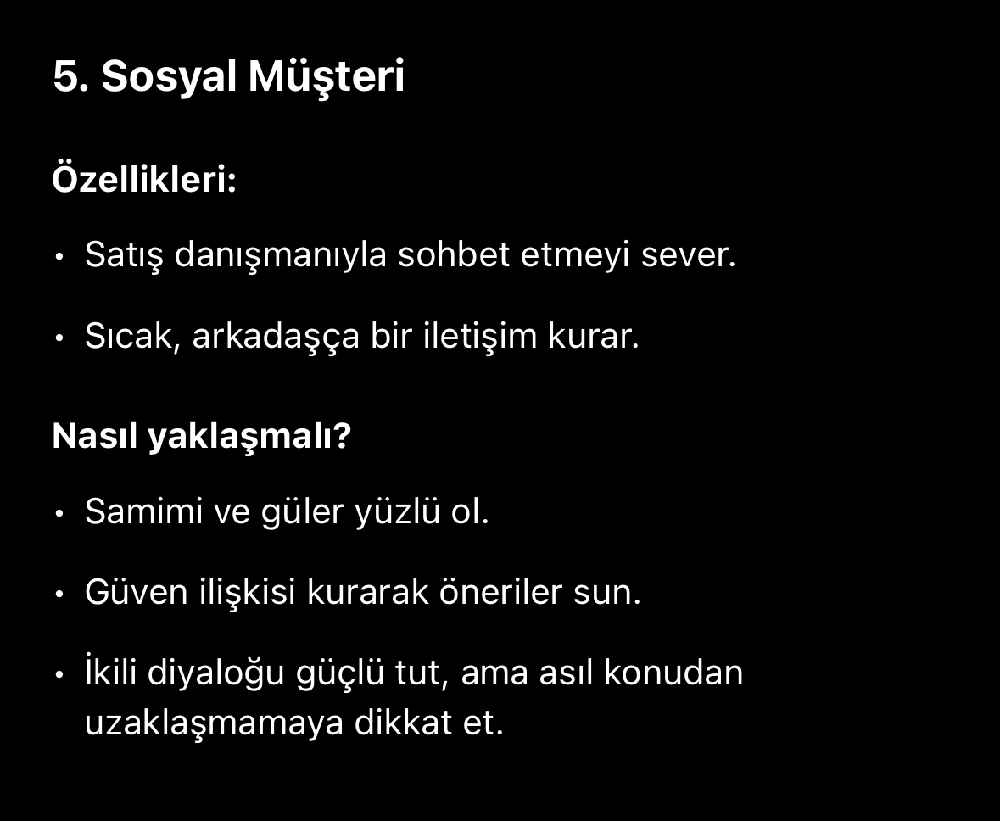 5. Sosyal Müşteri
Özellikleri:
• Satış danışmanıyla sohbet etmeyi sever.
• Sıcak, arkadaşça bir iletişim kurar.
Nasıl yaklaşmalı?
• Samimi ve güler yüzlü ol.
• Güven ilişkisi kurarak öneriler sun.
• İkili diyaloğu güçlü tut, ama asıl konudan
uzaklaşmamaya dikkat et.